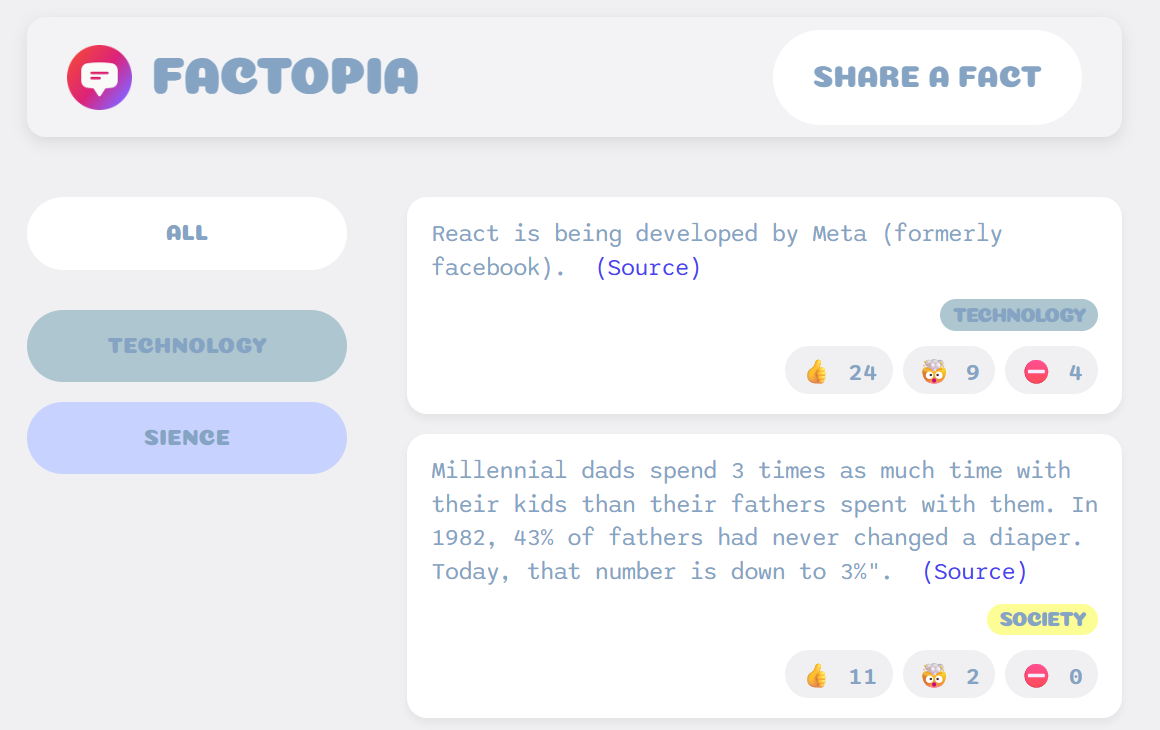 FACTOPIA
SHARE A FACT
ALL
TECHNOLOGY
SIENCE
React is being developed by Meta (formerly
facebook). (Source)
TECHNOLOGY
👍 24 🤯 9 ⛔ 4
Millennial dads spend 3 times as much time with
their kids than their fathers spent with them. In
1982, 43% of fathers had never changed a diaper.
Today, that number is down to 3%". (Source)
SOCIETY
👍 11 🤯 2 ⛔ 0